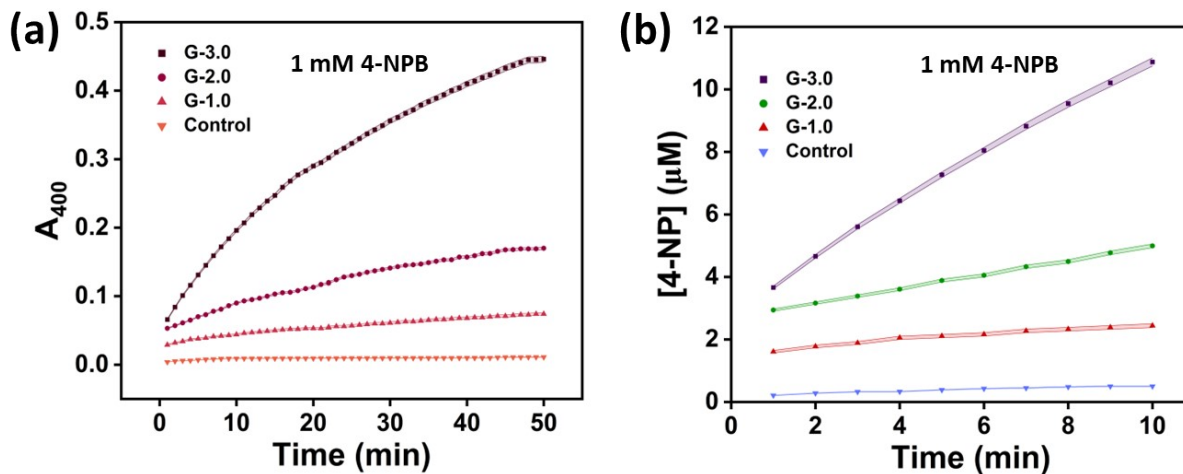 (a)
0.5
0.4
0.3
0.2
0.1
0.0
A400
G-3.0
G-2.0
G-1.0
Control
1 mM 4-NPB
0 10 20 30 40 50
Time (min)
(b)
12
10
8
6
4
2
0
[4-NP] (μM)
G-3.0
G-2.0
G-1.0
Control
1 mM 4-NPB
0 2 4 6 8 10
Time (min)